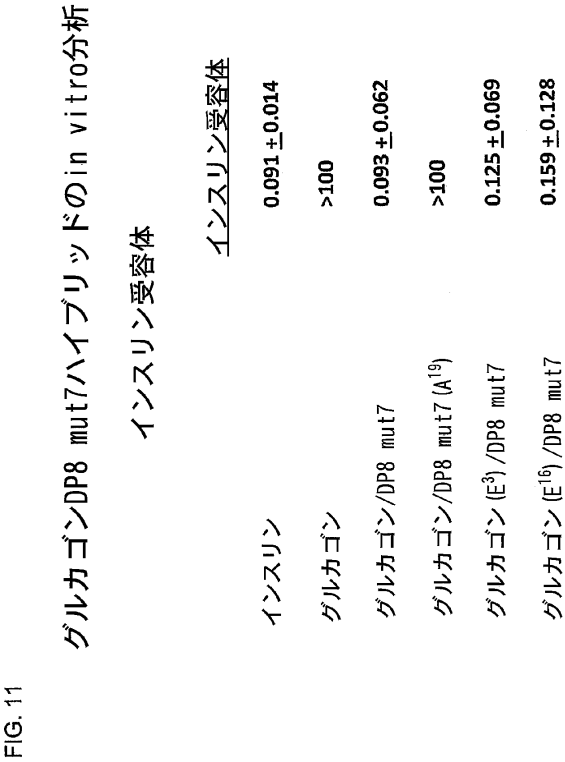 FIG. 11
グルカゴンDP8 mut7ハイブリッドのin vitro分析
インスリン受容体
インスリン受容体
インスリン 0.091 ±0.014
グルカゴン >100
グルカゴン/DP8 mut7 0.093 ±0.062
グルカゴン/DP8 mut7 (A¹⁹) >100
グルカゴン (E³) /DP8 mut7 0.125 ±0.069
グルカゴン (E¹⁶) /DP8 mut7 0.159 ±0.128